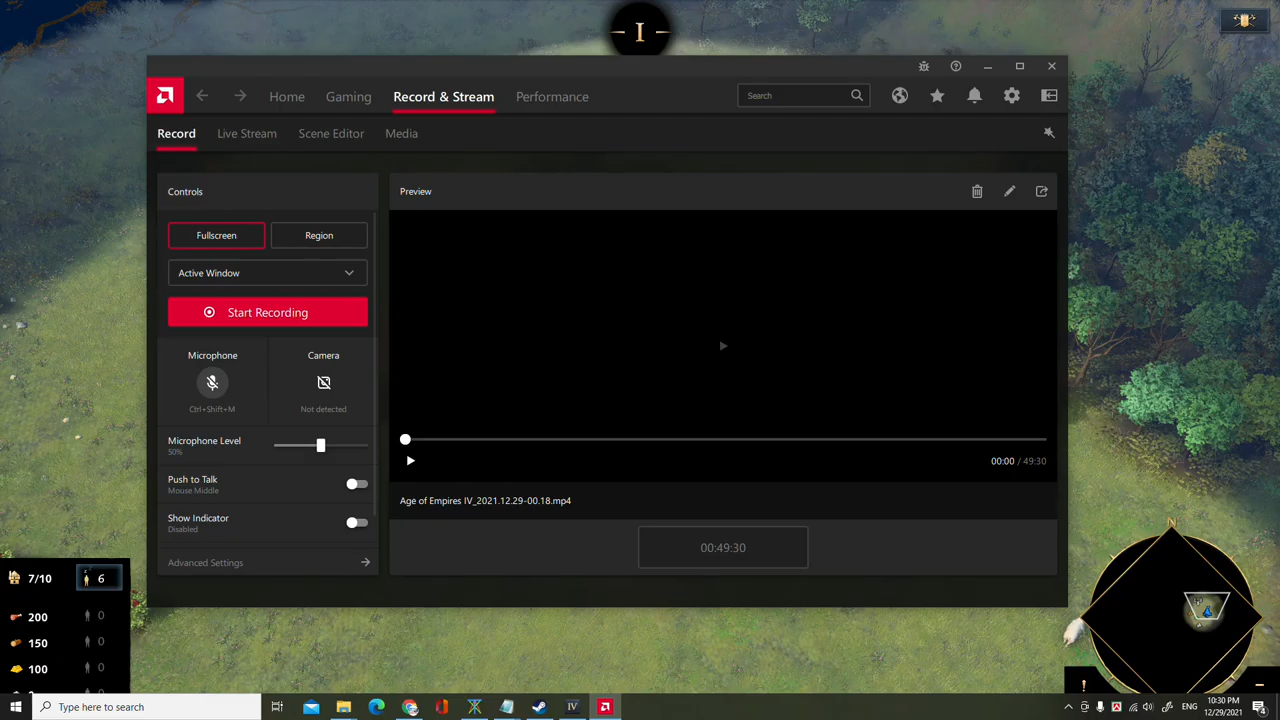 I
Home
Gaming
Record & Stream
Performance
Search
Record
Live Stream
Scene Editor
Media
Controls
Fullscreen
Region
Active Window
Start Recording
Microphone
Camera
Ctrl+Shift+M
Not detected
Microphone Level
50%
Push to Talk
Mouse Middle
Show Indicator
Disabled
Advanced Settings
Preview
00:00 / 49:30
Age of Empires IV_2021.12.29-00.18.mp4
00:49:30
7/10
6
200
0
150
0
100
0
N
Type here to search
IV
ENG
10:30 PM
12/29/2021
4